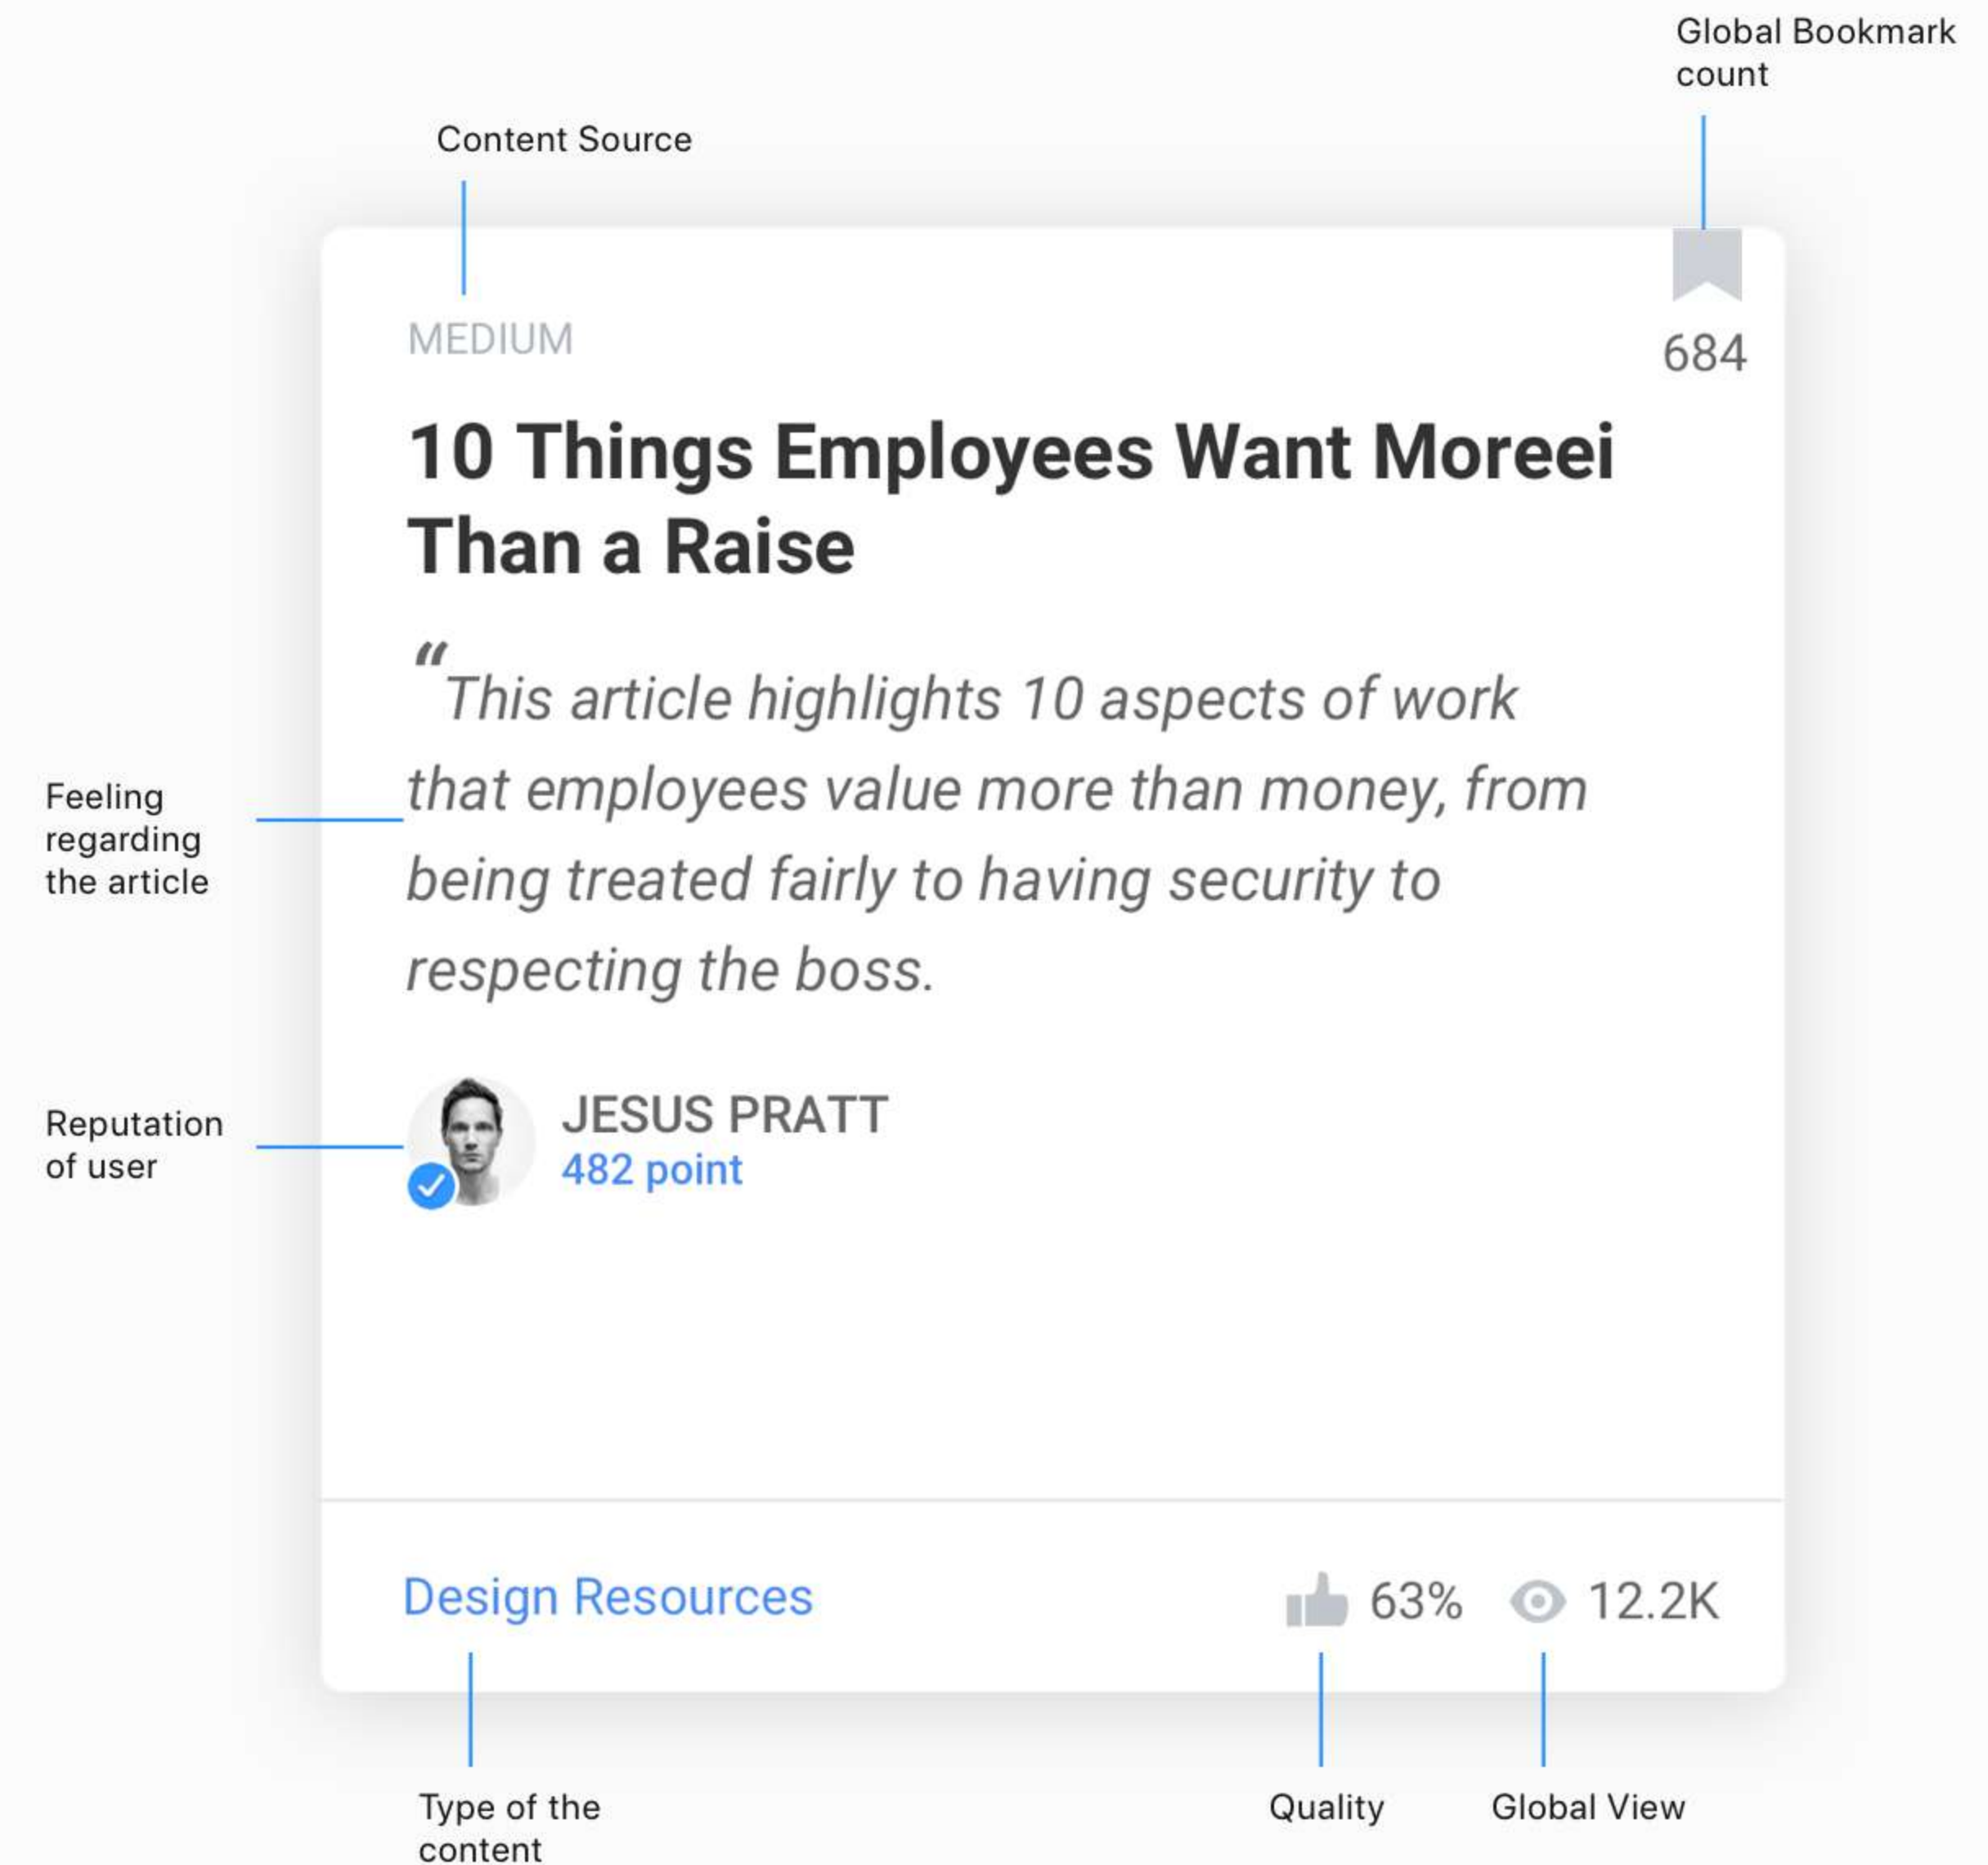 Global Bookmark
count
Content Source
MEDIUM
684
10 Things Employees Want Moreei
Than a Raise
“This article highlights 10 aspects of work
that employees value more than money, from
being treated fairly to having security to
respecting the boss.
Feeling
regarding
the article
Reputation
of user
JESUS PRATT
482 point
Design Resources
63%
12.2K
Type of the
content
Quality
Global View